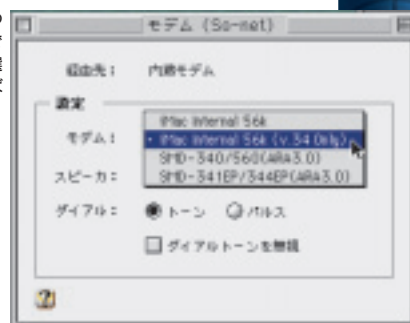 モデム (So-net)
経由先： 内蔵モデム
設定
モデム：
iMac Internal 56k
• iMac Internal 56k (v.34 Only)
SMD-340/560(ARA3.0)
SMD-341EP/344EP(ARA3.0)
スピーカ：
ダイアル： トーン パルス
ダイアルトーンを無視